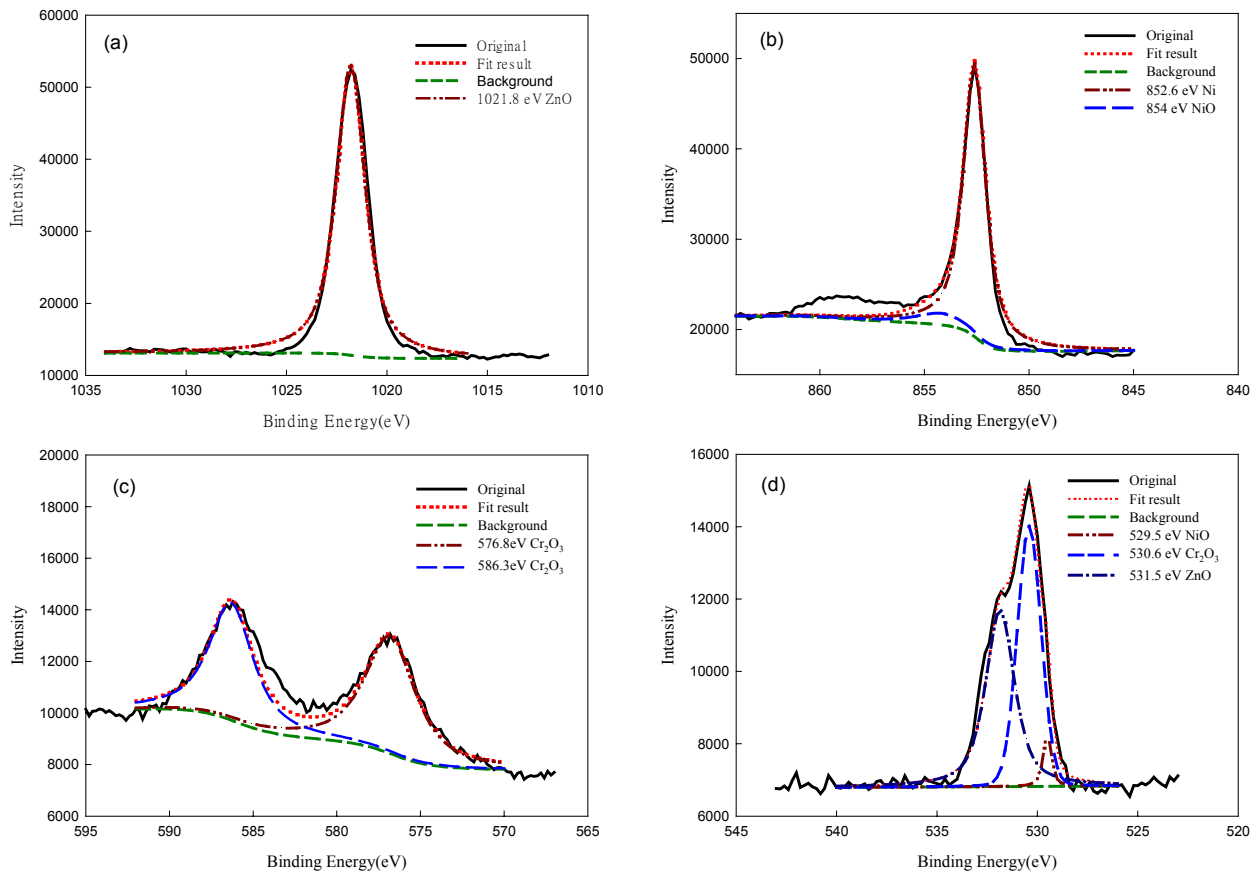 (a)
60000
50000
40000
30000
20000
10000
Intensity
Original
Fit result
Background
1021.8 eV ZnO
1035 1030 1025 1020 1015 1010
Binding Energy(eV)
(b)
50000
40000
30000
20000
Intensity
Original
Fit result
Background
852.6 eV Ni
854 eV NiO
860 855 850 845 840
Binding Energy(eV)
(c)
20000
18000
16000
14000
12000
10000
8000
6000
Intensity
Original
Fit result
Background
576.8eV Cr₂O₃
586.3eV Cr₂O₃
595 590 585 580 575 570 565
Binding Energy(eV)
(d)
16000
14000
12000
10000
8000
6000
Intensity
Original
Fit result
Background
529.5 eV NiO
530.6 eV Cr₂O₃
531.5 eV ZnO
545 540 535 530 525 520
Binding Energy(eV)